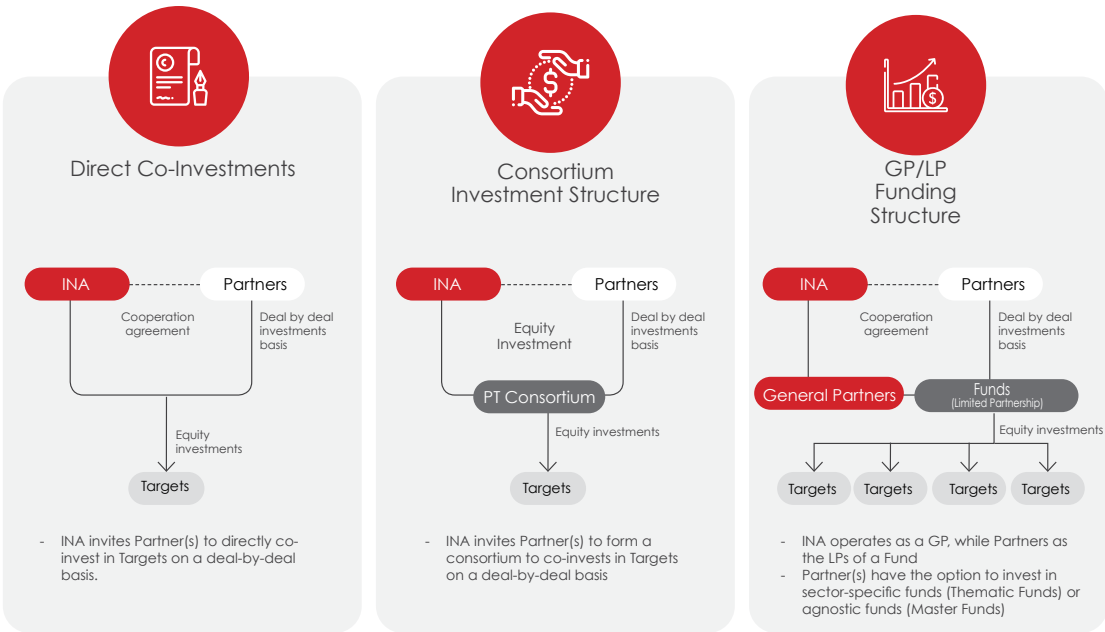 Direct Co-Investments
INA
Partners
Cooperation
agreement
Deal by deal
investments
basis
Equity
investments
Targets
- INA invites Partner(s) to directly co-
invest in Targets on a deal-by-deal
basis.
Consortium
Investment Structure
INA
Partners
Equity
Investment
Deal by deal
investments
basis
PT Consortium
Equity investments
Targets
- INA invites Partner(s) to form a
consortium to co-invests in Targets
on a deal-by-deal basis
GP/LP
Funding
Structure
INA
Partners
Cooperation
agreement
Deal by deal
investments
basis
General Partners
Funds
(Limited Partnership)
Equity investments
Targets
Targets
Targets
Targets
- INA operates as a GP, while Partners as
the LPs of a Fund
- Partner(s) have the option to invest in
sector-specific funds (Thematic Funds) or
agnostic funds (Master Funds)